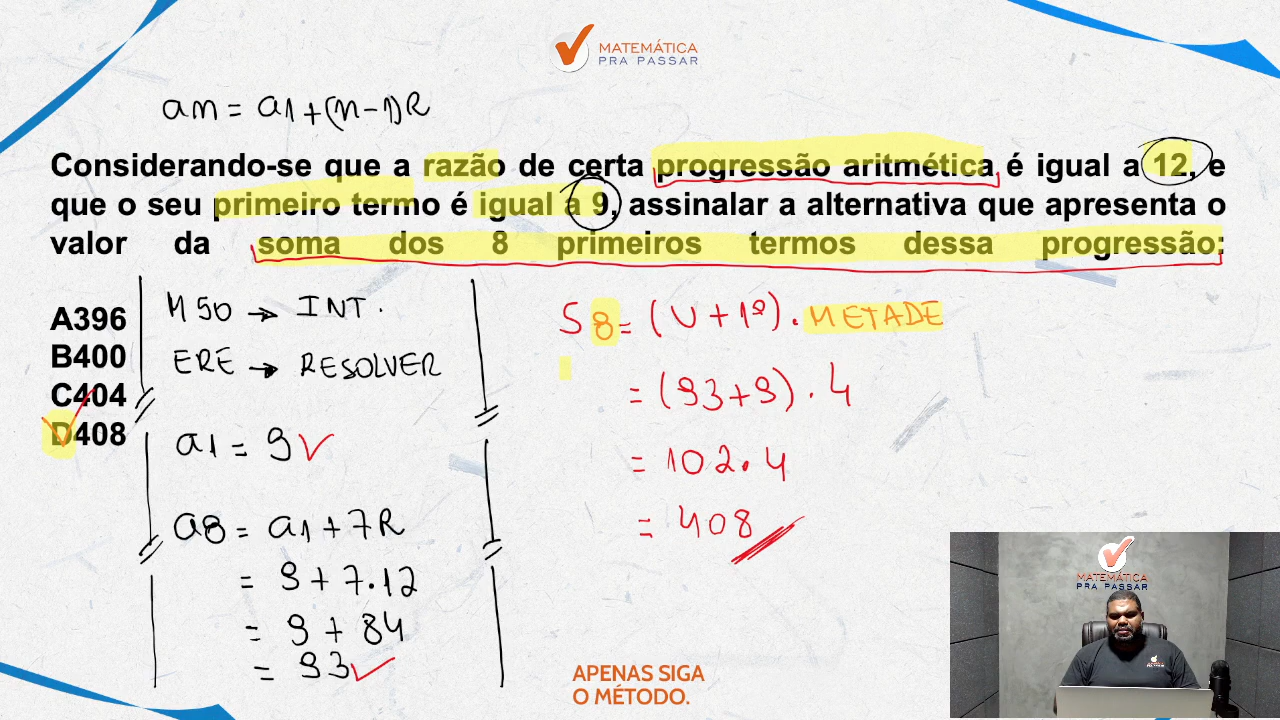 MATEMÁTICA
PRA PASSAR
an = a1 + (n-1)R
Considerando-se que a razão de certa progressão aritmética é igual a 12, e
que o seu primeiro termo é igual a 9, assinalar a alternativa que apresenta o
valor da soma dos 8 primeiros termos dessa progressão:
A396
B400
C404
D408
M50 → INT.
ERE → RESOLVER
a1 = 9
a8 = a1 + 7R
= 9 + 7.12
= 9 + 84
= 93
S8 = (U + 1º) . METADE
= (93+9) . 4
= 102.4
= 408
MATEMÁTICA
PRA PASSAR
APENAS SIGA
O MÉTODO.